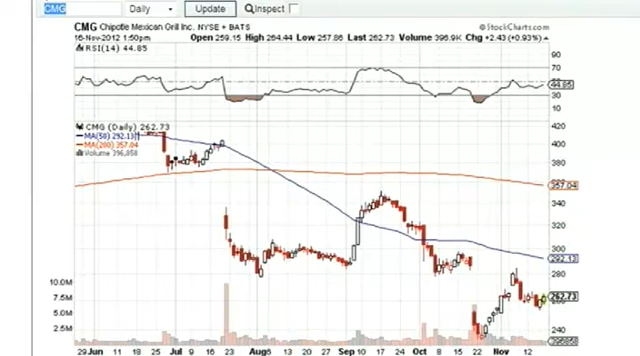 CMG Daily Update Inspect
CMG Chipotle Mexican Grill Inc. NYSE + BATS © StockCharts.com
16-Nov-2012 1:50pm Open 259.15 High 264.44 Low 257.86 Last 262.73 Volume 396.9K Chg +2.43 (+0.93%)
RSI(14) 44.85
90
70
50
44.85
30
10
CMG (Daily) 262.73
MA(50) 292.13
MA(200) 357.04
Volume 396,858
420
400
380
360
357.04
340
320
300
292.13
280
262.73
260
240
10.0M
7.5M
5.0M
2.5M
29 Jun 11 18 25 Jul 9 16 23 Aug 6 13 20 27 Sep 10 17 24 Oct 8 15 22 Nov 12